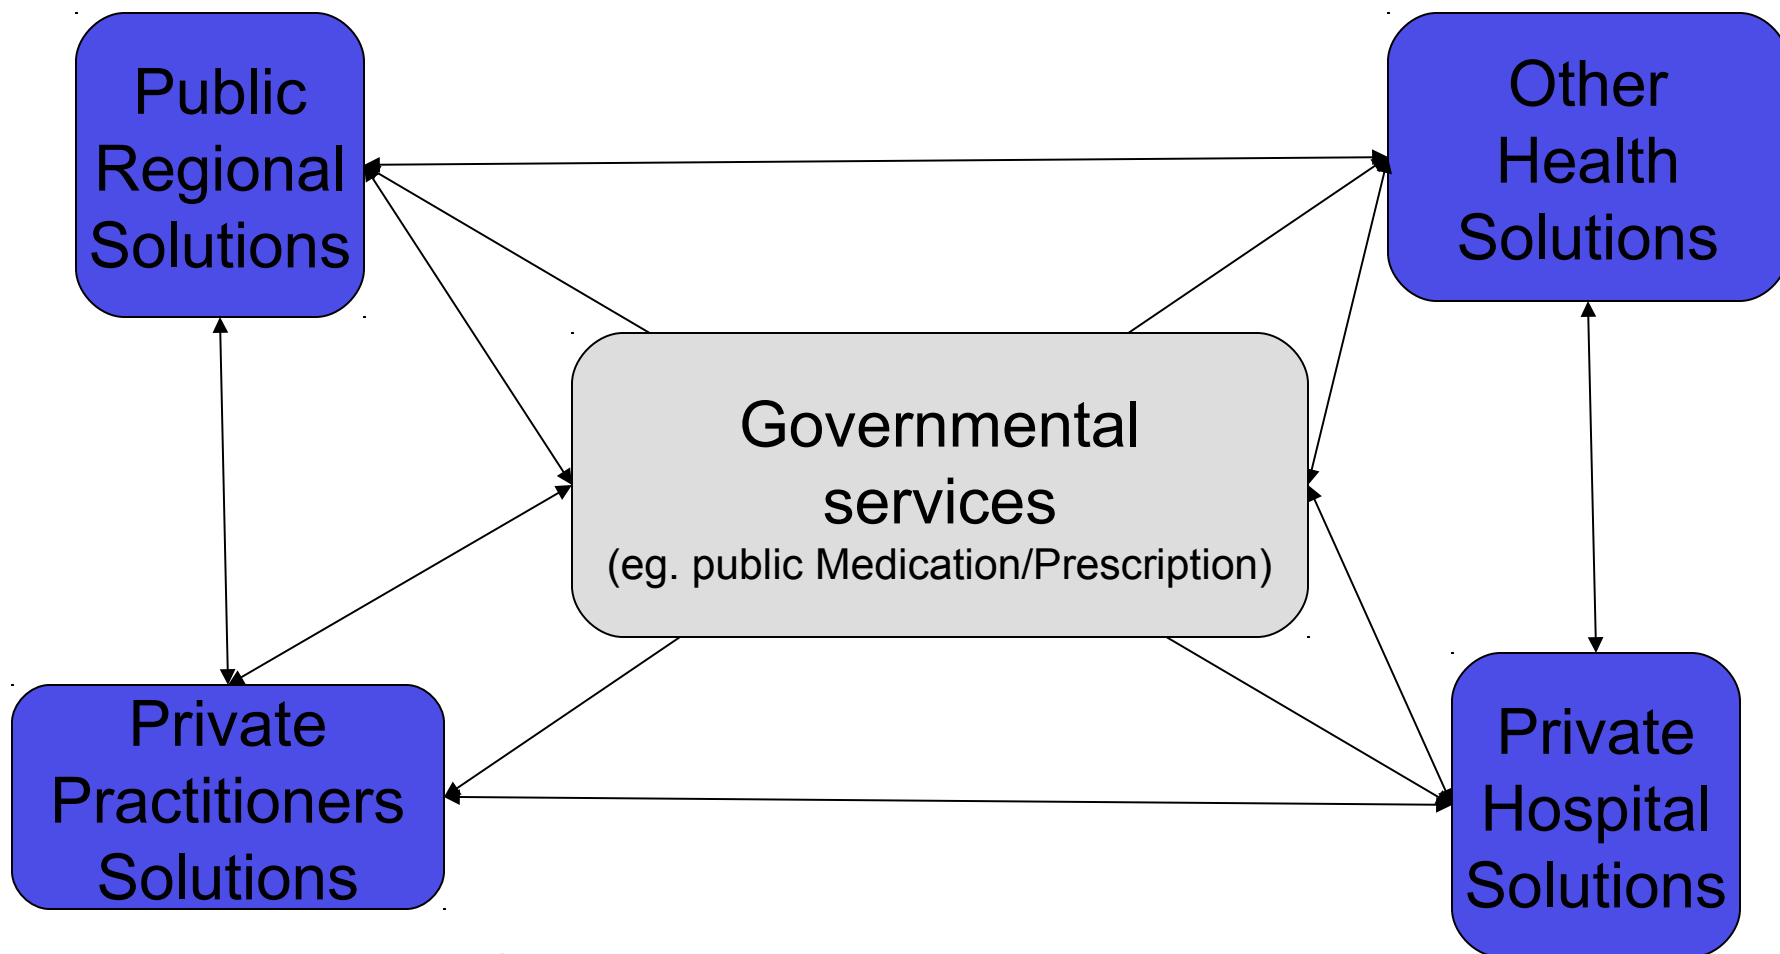 Public
Regional
Solutions
Other
Health
Solutions
Governmental
services
(eg. public Medication/Prescription)
Private
Practitioners
Solutions
Private
Hospital
Solutions